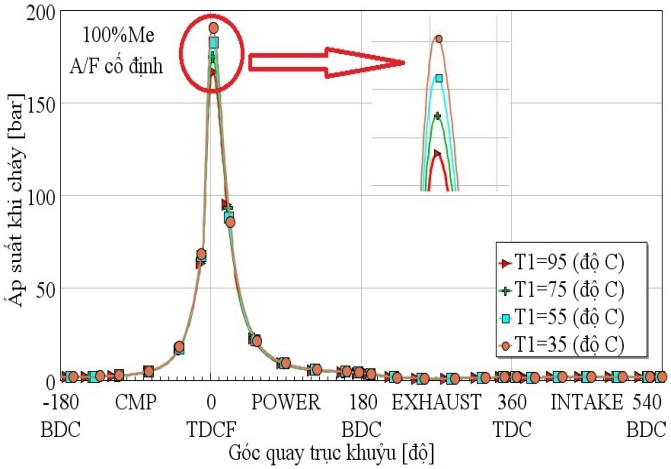 200
100%Me
A/F cố định
150
100
50
0
Áp suất khí cháy [bar]
T1=95 (độ C)
T1=75 (độ C)
T1=55 (độ C)
T1=35 (độ C)
-180 CMP 0 POWER 180 EXHAUST 360 INTAKE 540
BDC TDCF BDC TDC BDC
Góc quay trục khuỷu [độ]